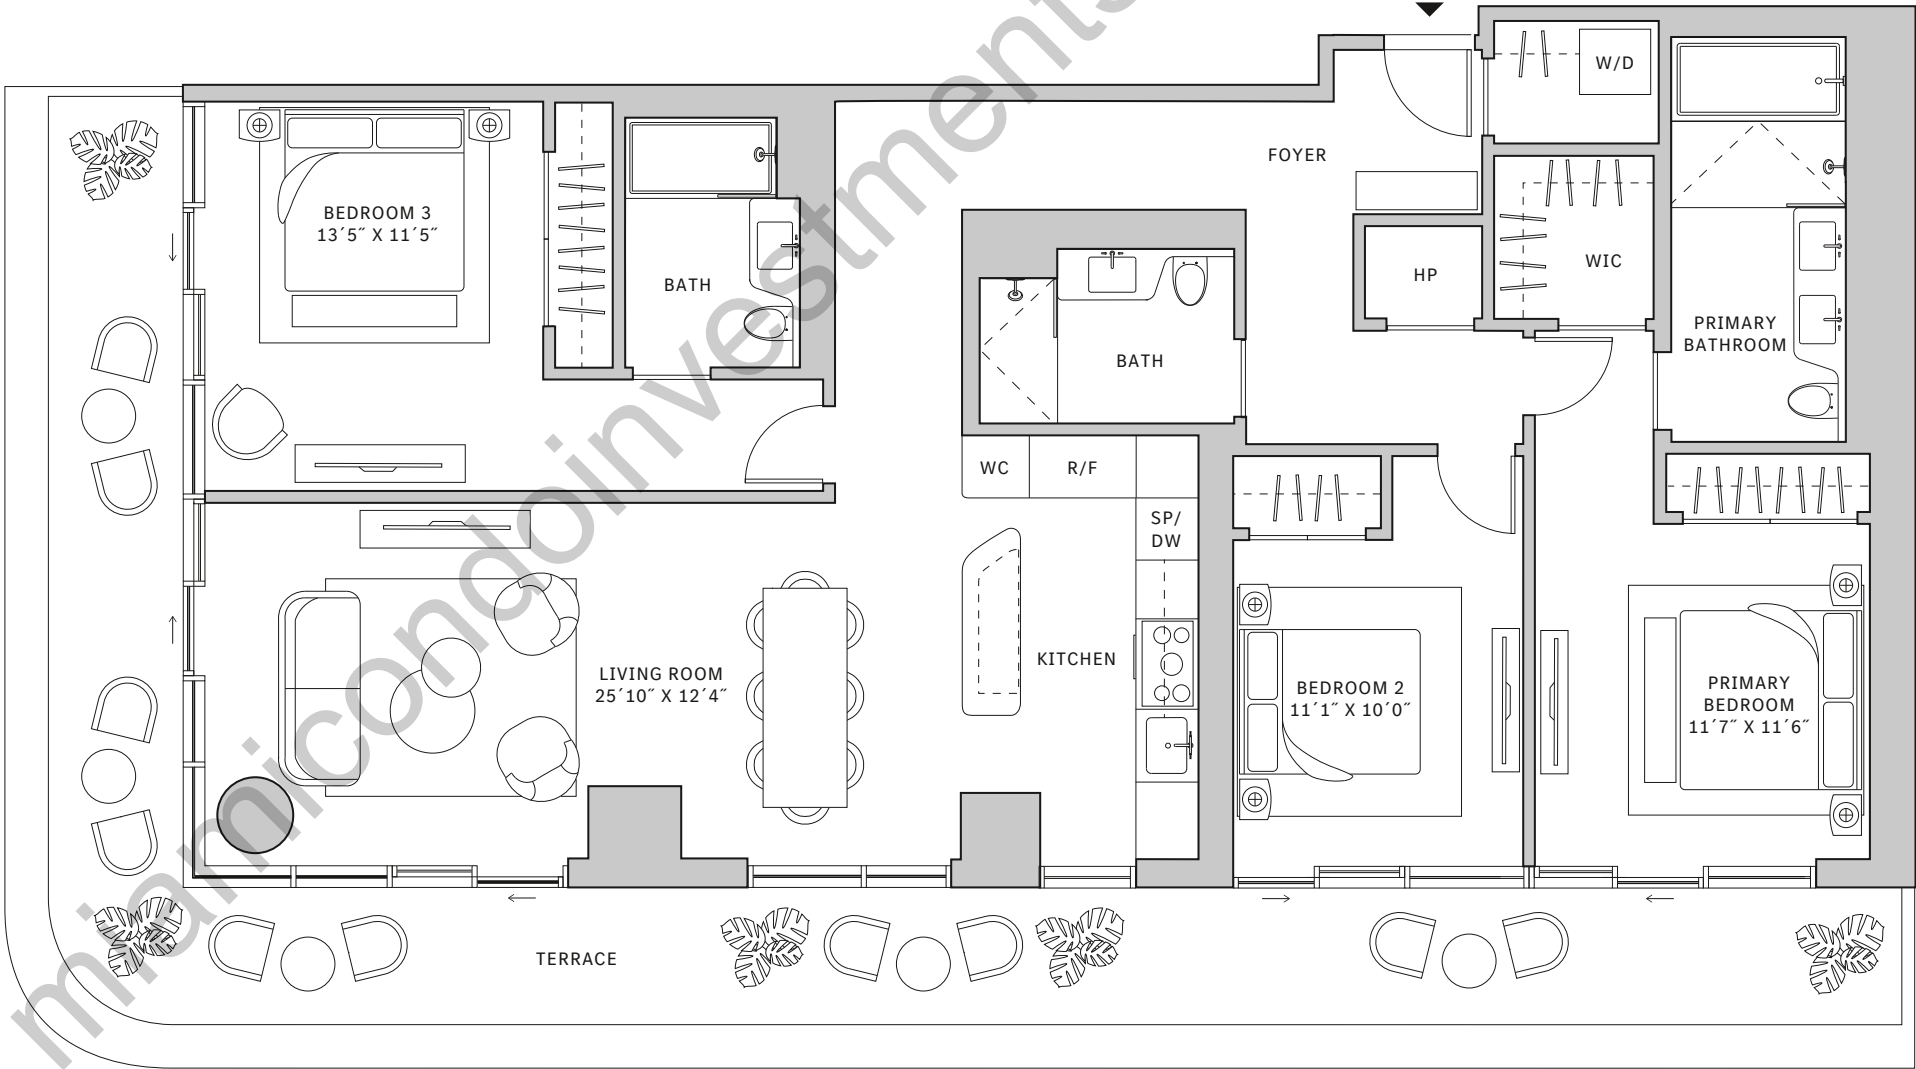 W/D
FOYER
BEDROOM 3
13´5˝ X 11´5˝
BATH
HP
WIC
PRIMARY
BATHROOM
BATH
WC
R/F
SP/
DW
KITCHEN
LIVING ROOM
25´10˝ X 12´4˝
BEDROOM 2
11´1˝ X 10´0˝
PRIMARY
BEDROOM
11´7˝ X 11´6˝
TERRACE
miamicondoinvestments